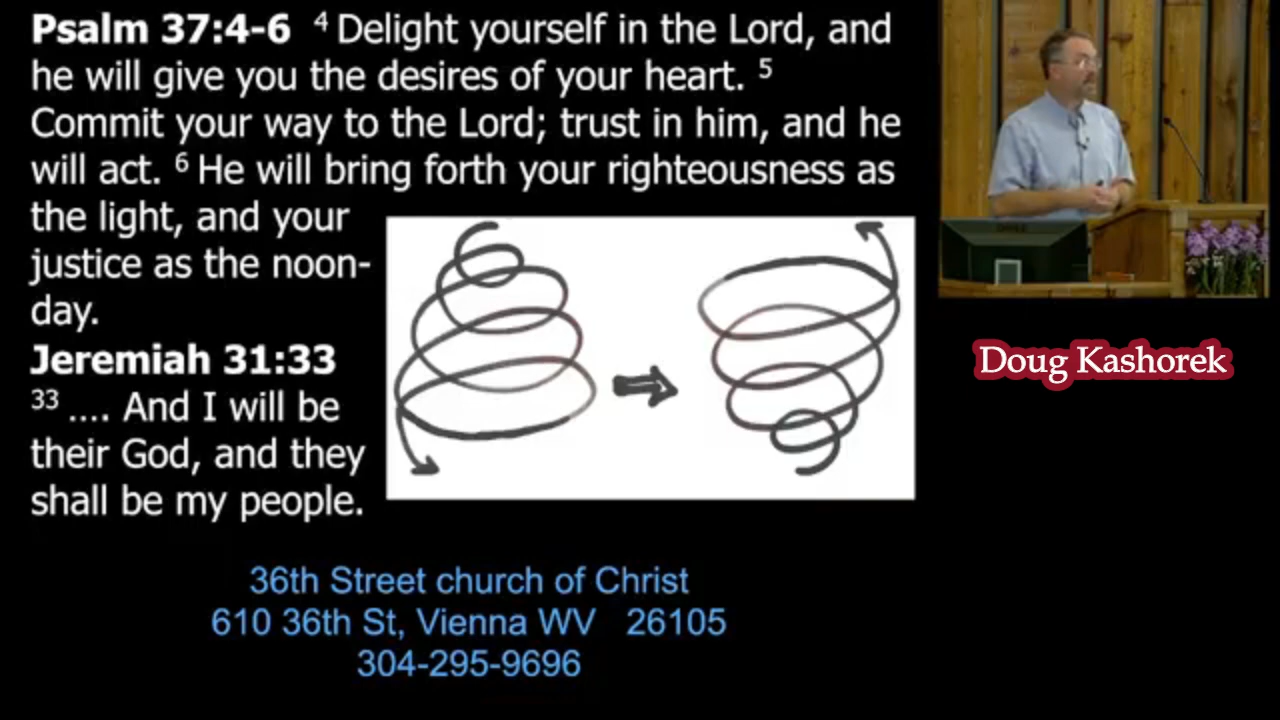 Psalm 37:4-6 4 Delight yourself in the Lord, and
he will give you the desires of your heart. 5
Commit your way to the Lord; trust in him, and he
will act. 6 He will bring forth your righteousness as
the light, and your
justice as the noon-
day.
Jeremiah 31:33
33 .... And I will be
their God, and they
shall be my people.
Doug Kashorek
36th Street church of Christ
610 36th St, Vienna WV 26105
304-295-9696